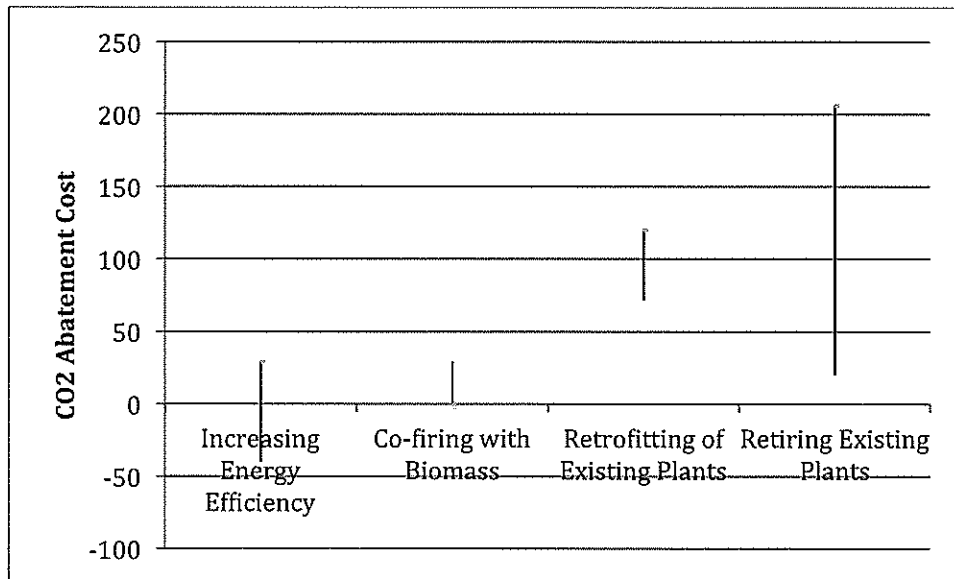 250
200
150
100
50
0
-50
-100
CO2 Abatement Cost
Increasing
Energy
Efficiency
Co-firing with
Biomass
Retrofitting of
Existing Plants
Retiring Existing
Plants